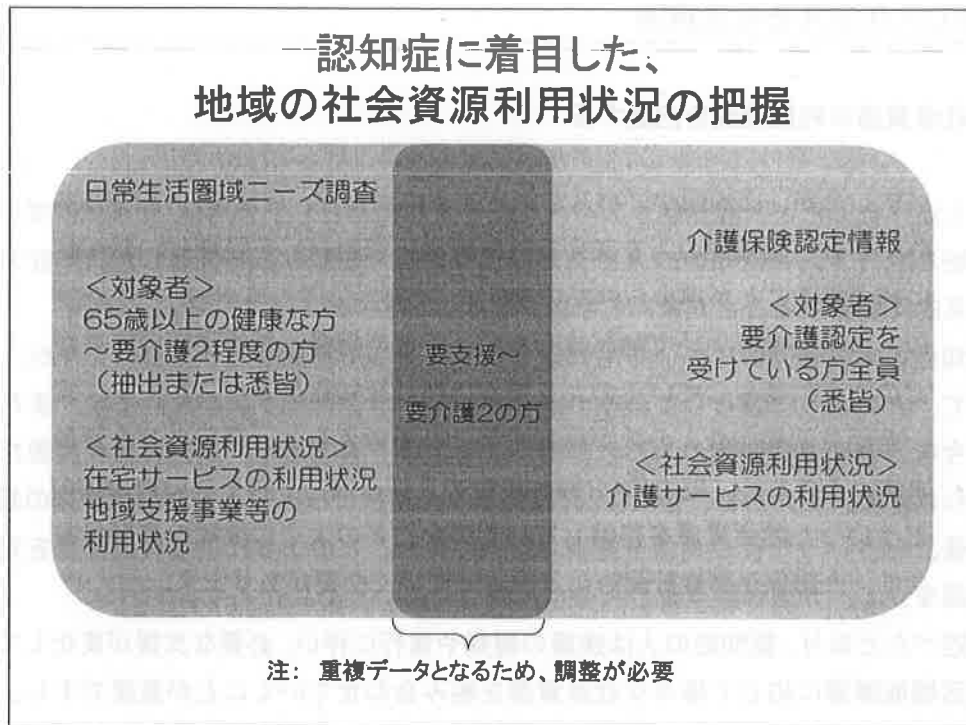 認知症に着目した、
地域の社会資源利用状況の把握
日常生活圏域ニーズ調査
<対象者>
65歳以上の健康な方
~要介護2程度の方
(抽出または悉皆)
<社会資源利用状況>
在宅サービスの利用状況
地域支援事業等の
利用状況
要支援~
要介護2の方
介護保険認定情報
<対象者>
要介護認定を
受けている方全員
(悉皆)
<社会資源利用状況>
介護サービスの利用状況
注: 重複データとなるため、調整が必要